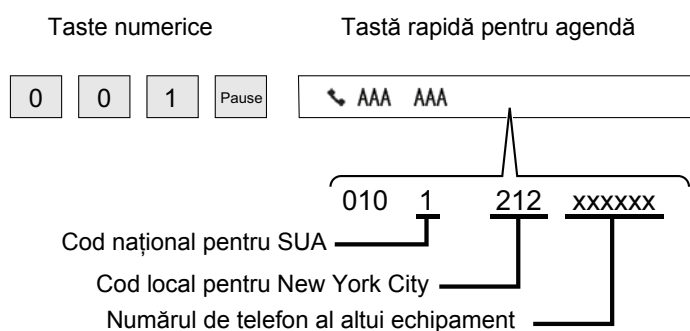 Taste numerice Tastă rapidă pentru agendă
0 0 1 Pause AAA AAA
010 1 212 xxxxxx
Cod național pentru SUA
Cod local pentru New York City
Numărul de telefon al altui echipament